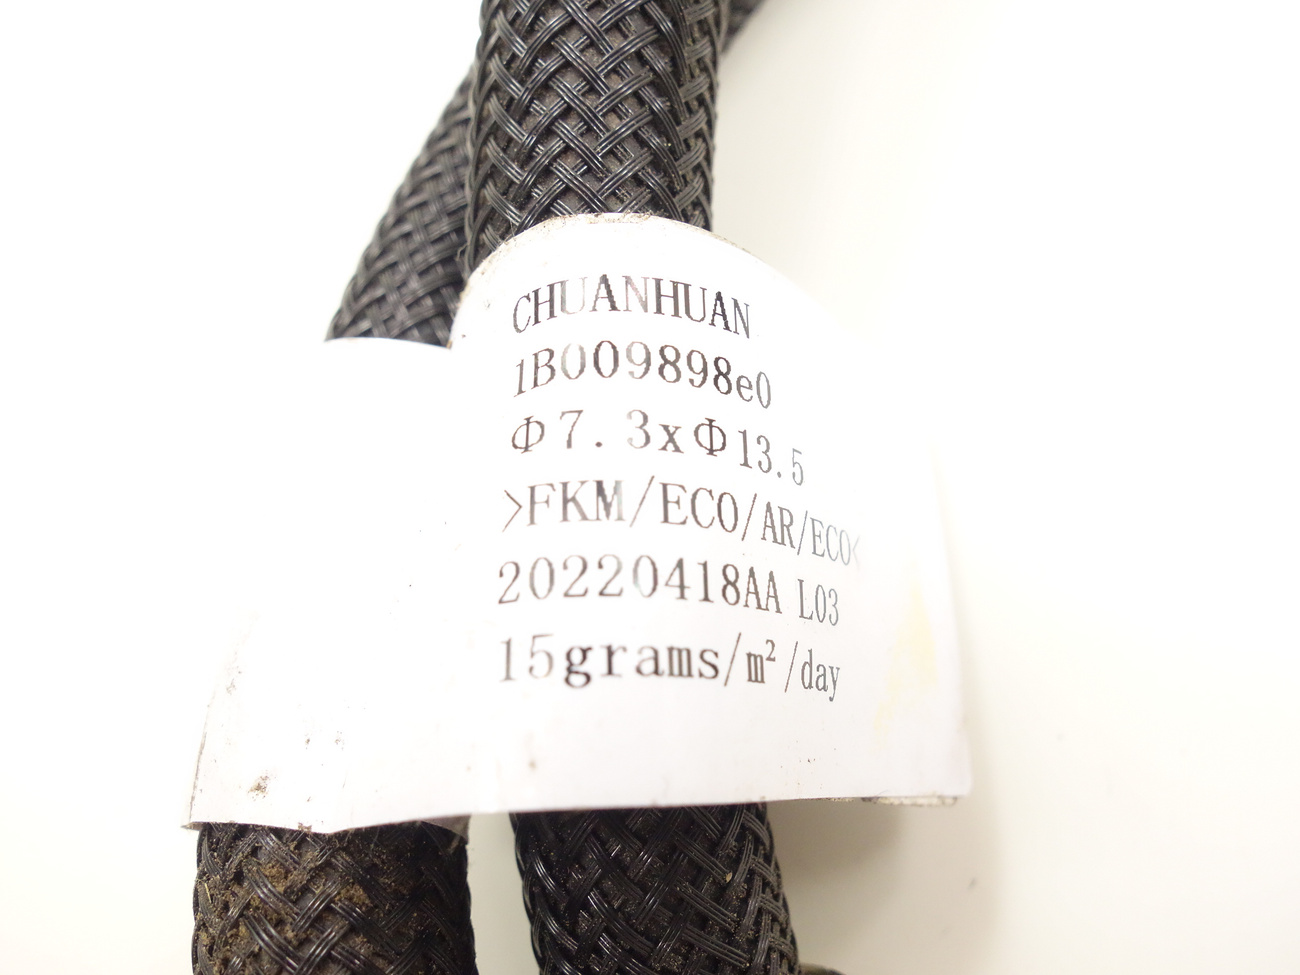 CHUANHUAN
1B009898e0
Φ7.3xΦ13.5
>FKM/ECO/AR/ECO<
20220418AA L03
15grams/m²/day